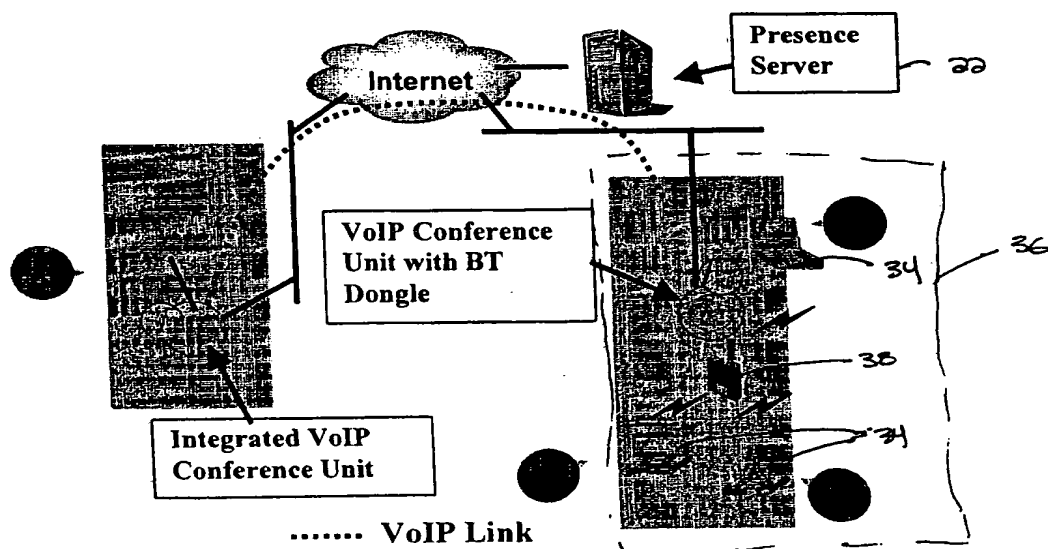 Presence
Server
22
Internet
VoIP Conference
Unit with BT
Dongle
34
36
38
Integrated VoIP
Conference Unit
34
VoIP Link